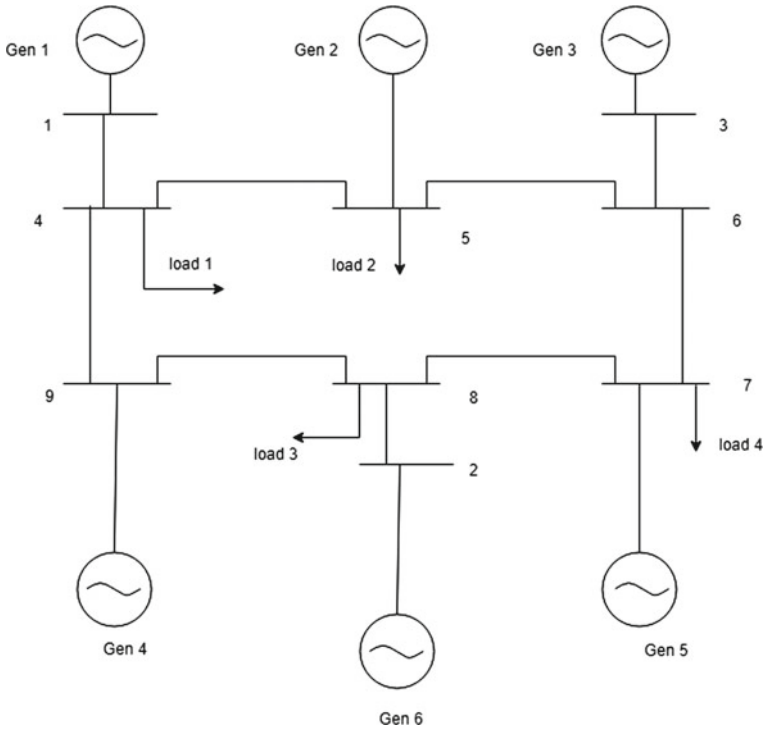 Gen 1
Gen 2
Gen 3
1
3
4
5
6
load 1
load 2
9
8
7
load 3
load 4
2
Gen 4
Gen 5
Gen 6